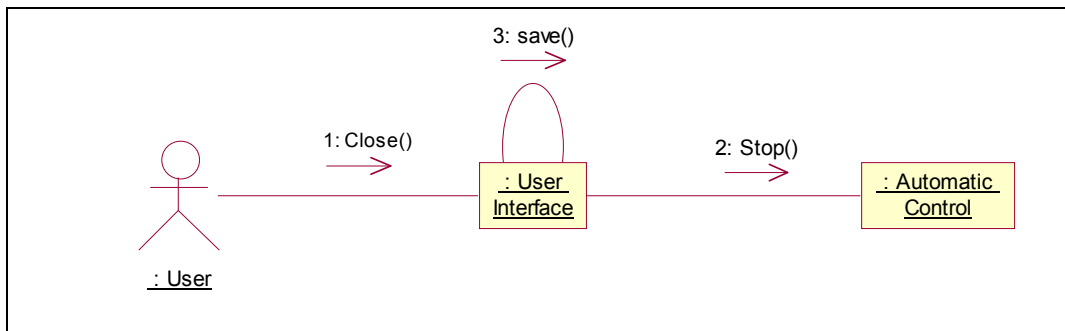 3: save()
1: Close()
2: Stop()
: User
Interface
: Automatic
Control
: User